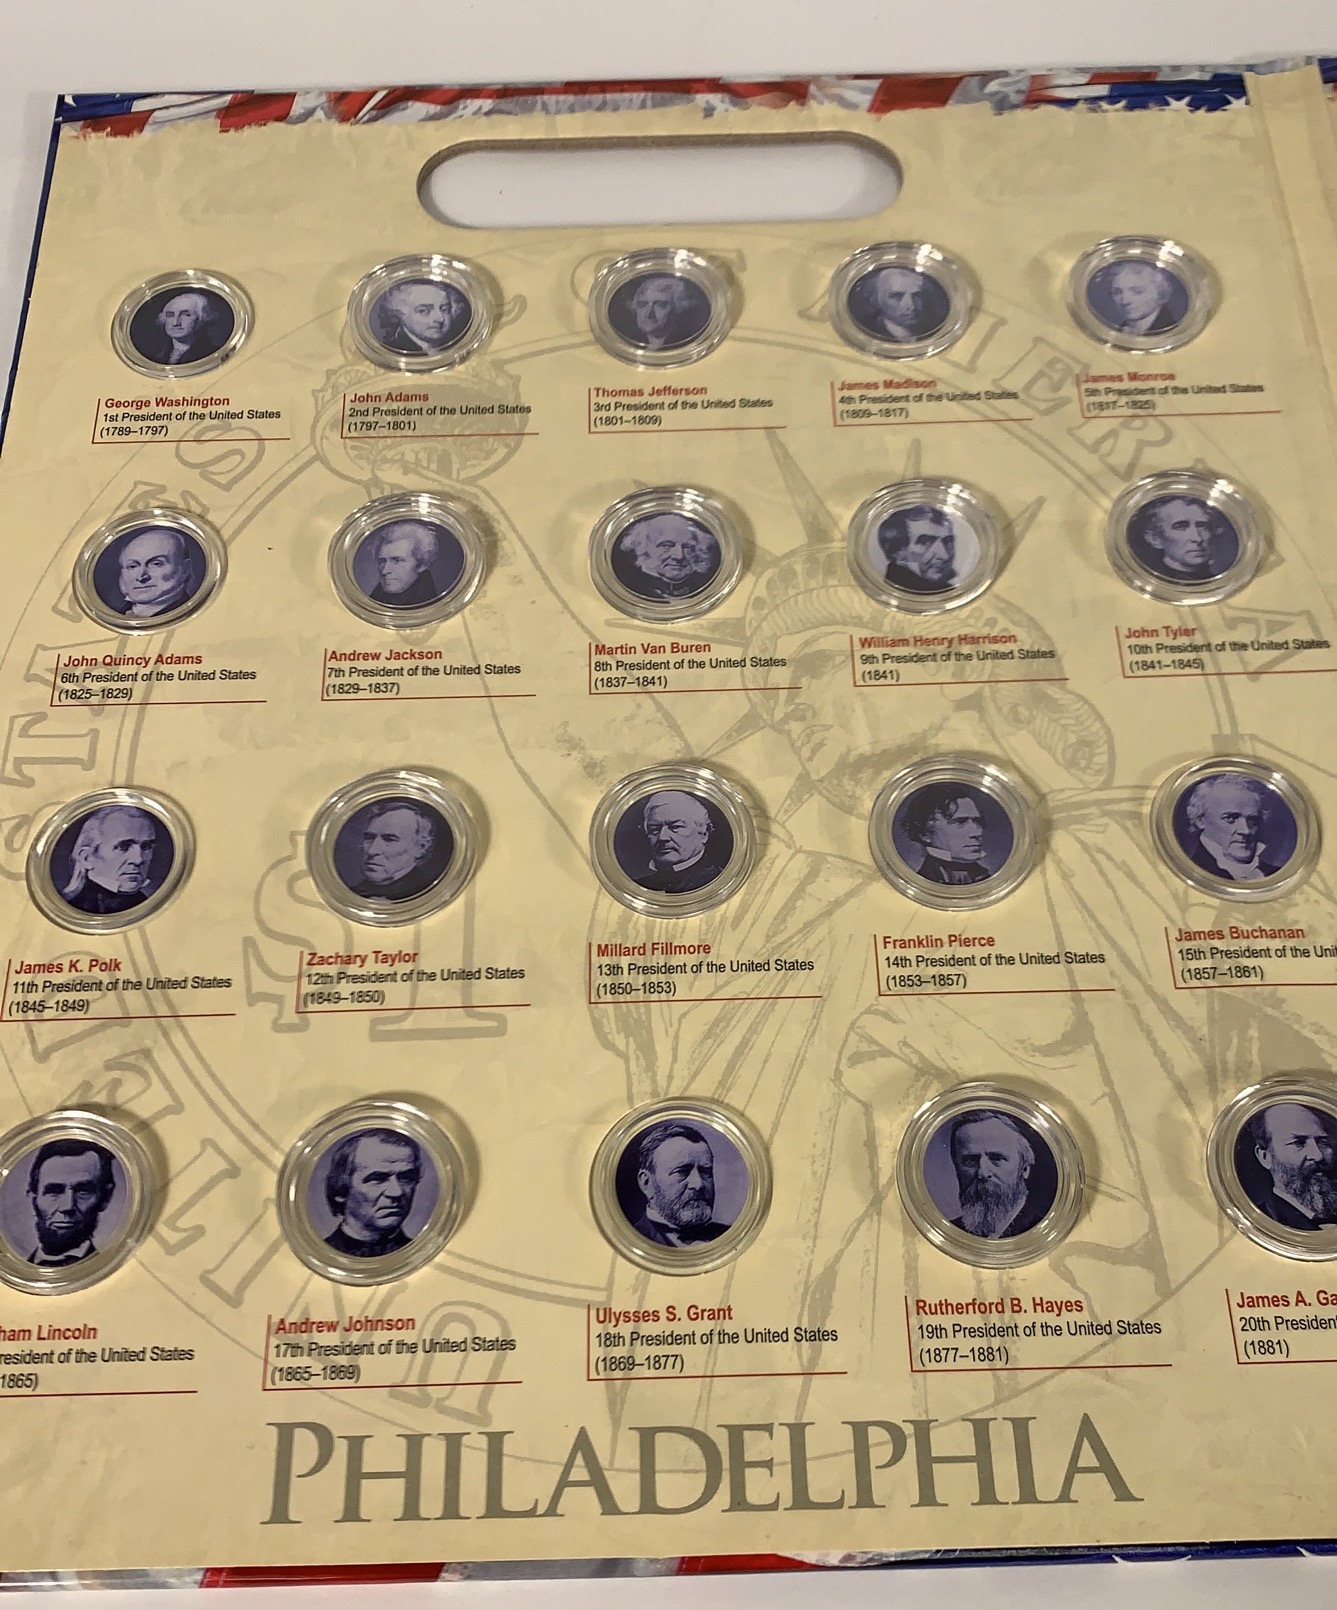 George Washington
1st President of the United States
(1789–1797)
John Adams
2nd President of the United States
(1797–1801)
Thomas Jefferson
3rd President of the United States
(1801–1809)
James Madison
4th President of the United States
(1809–1817)
James Monroe
5th President of the United States
(1817–1825)
John Quincy Adams
6th President of the United States
(1825–1829)
Andrew Jackson
7th President of the United States
(1829–1837)
Martin Van Buren
8th President of the United States
(1837–1841)
William Henry Harrison
9th President of the United States
(1841)
John Tyler
10th President of the United States
(1841–1845)
James K. Polk
11th President of the United States
(1845–1849)
Zachary Taylor
12th President of the United States
(1849–1850)
Millard Fillmore
13th President of the United States
(1850–1853)
Franklin Pierce
14th President of the United States
(1853–1857)
James Buchanan
15th President of the Uni
(1857–1861)
ham Lincoln
resident of the United States
1865)
Andrew Johnson
17th President of the United States
(1865–1869)
Ulysses S. Grant
18th President of the United States
(1869–1877)
Rutherford B. Hayes
19th President of the United States
(1877–1881)
James A. Ga
20th Presiden
(1881)
UNITED STATES OF AMERICA
$1
PHILADELPHIA